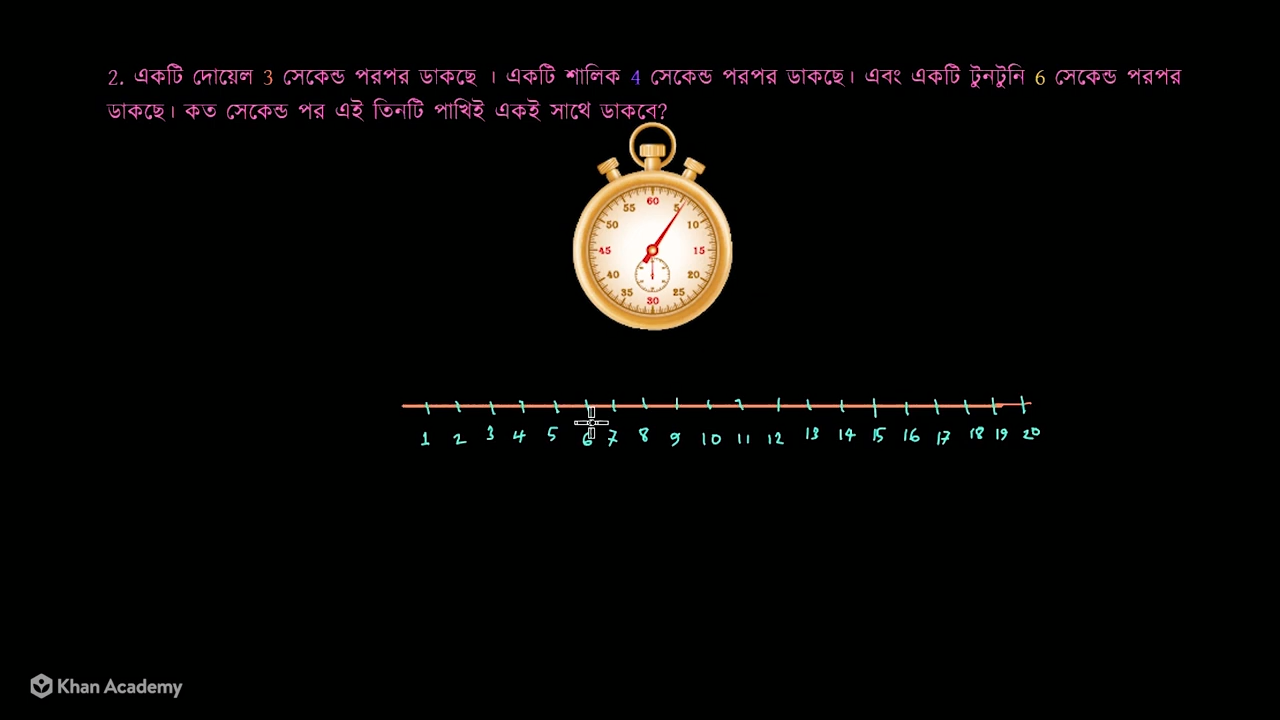 2. একটি দোয়েল 3 সেকেন্ড পরপর ডাকছে । একটি শালিক 4 সেকেন্ড পরপর ডাকছে। এবং একটি টুনটুনি 6 সেকেন্ড পরপর
ডাকছে। কত সেকেন্ড পর এই তিনটি পাখিই একই সাথে ডাকবে?
60
55 5
50 10
45 15
40 20
35 25
30
1 2 3 4 5 6 7 8 9 10 11 12 13 14 15 16 17 18 19 20
Khan Academy